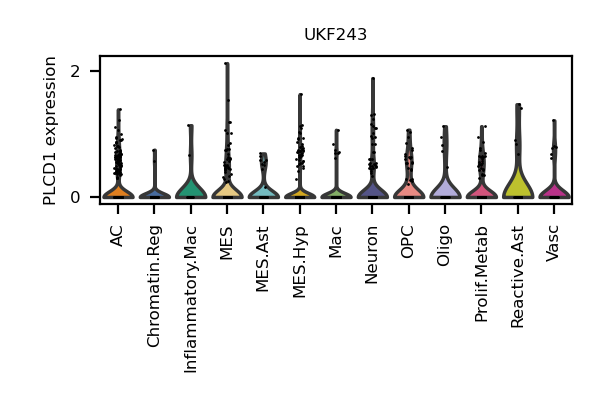 UKF243
PLCD1 expression
2
0
AC
Chromatin.Reg
Inflammatory.Mac
MES
MES.Ast
MES.Hyp
Mac
Neuron
OPC
Oligo
Prolif.Metab
Reactive.Ast
Vasc